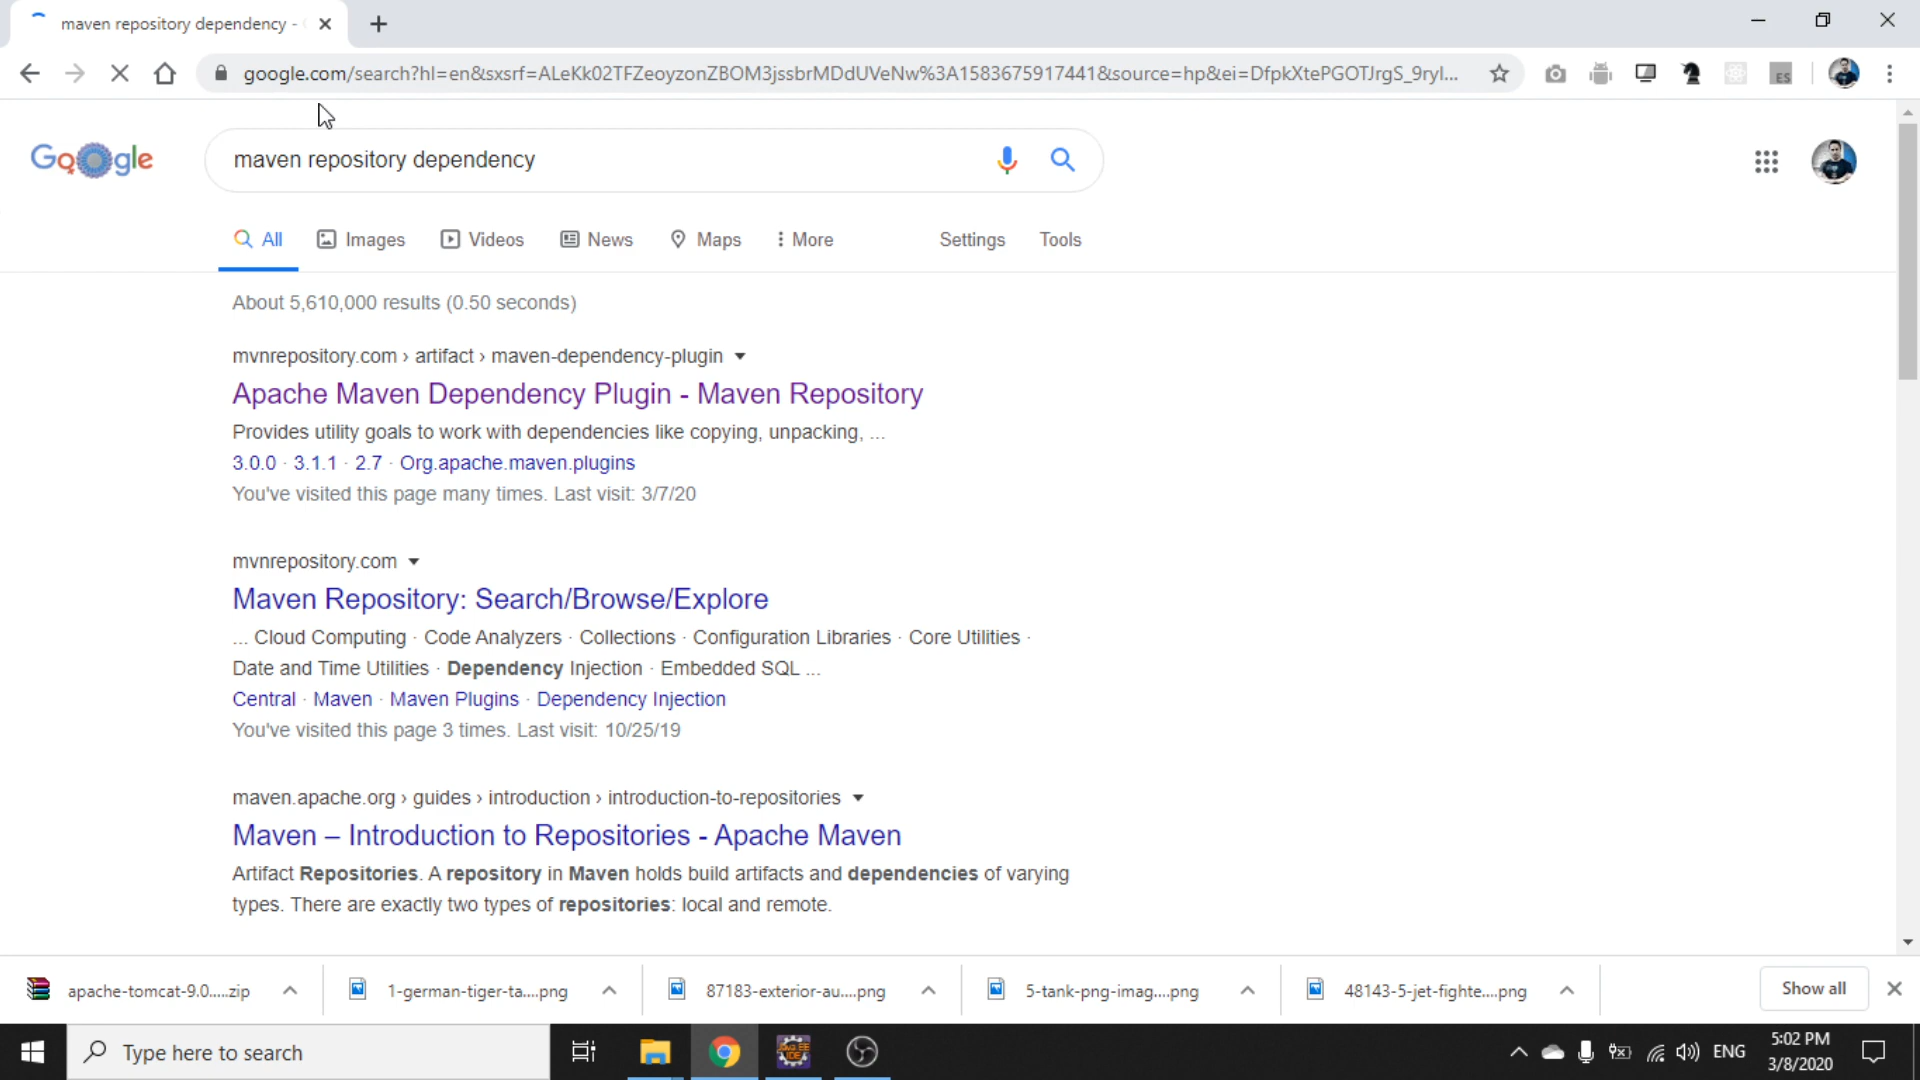 maven repository dependency -
google.com/search?hl=en&sxsrf=ALeKk02TFZeoyzonZBOM3jssbrMDdUVeNw%3A1583675917441&source=hp&ei=DfpkXtePGOTJrgS_9ryI...
ES
Google
maven repository dependency
All
Images
Videos
News
Maps
More
Settings
Tools
About 5,610,000 results (0.50 seconds)
mvnrepository.com › artifact › maven-dependency-plugin
Apache Maven Dependency Plugin - Maven Repository
Provides utility goals to work with dependencies like copying, unpacking, ...
3.0.0 · 3.1.1 · 2.7 · Org.apache.maven.plugins
You've visited this page many times. Last visit: 3/7/20
mvnrepository.com
Maven Repository: Search/Browse/Explore
... Cloud Computing · Code Analyzers · Collections · Configuration Libraries · Core Utilities ·
Date and Time Utilities · Dependency Injection · Embedded SQL ...
Central · Maven · Maven Plugins · Dependency Injection
You've visited this page 3 times. Last visit: 10/25/19
maven.apache.org › guides › introduction › introduction-to-repositories
Maven – Introduction to Repositories - Apache Maven
Artifact Repositories. A repository in Maven holds build artifacts and dependencies of varying
types. There are exactly two types of repositories: local and remote.
apache-tomcat-9.0.....zip
1-german-tiger-ta....png
87183-exterior-au....png
5-tank-png-imag....png
48143-5-jet-fighte....png
Show all
Type here to search
Java EE
IDE
ENG
5:02 PM
3/8/2020